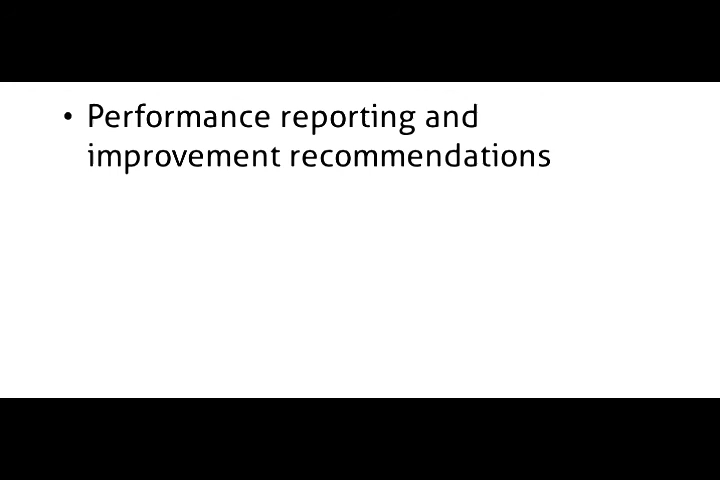 • Performance reporting and
improvement recommendations